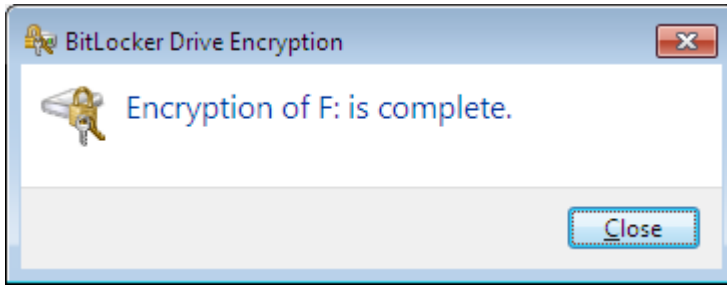 BitLocker Drive Encryption
Encryption of F: is complete.
Close